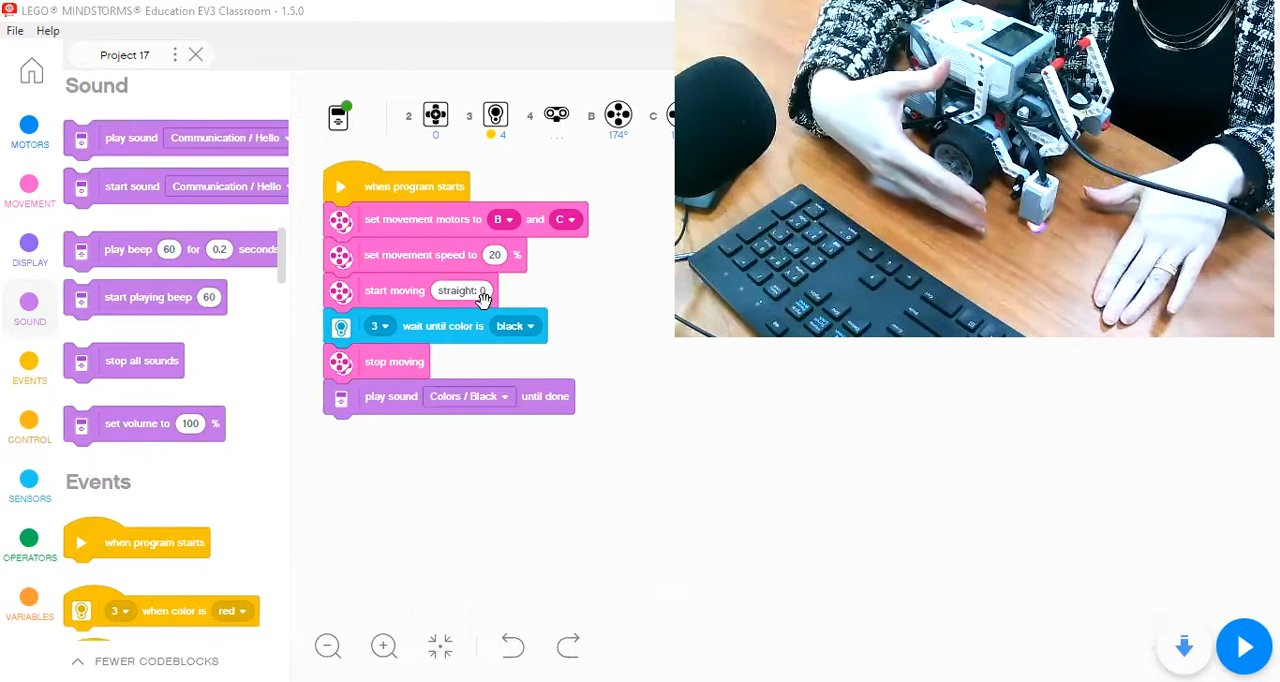 LEGO® MINDSTORMS® Education EV3 Classroom - 1.5.0
File Help
Project 17
Sound
MOTORS
play sound Communication / Hello
start sound Communication / Hello
MOVEMENT
play beep 60 for 0.2 seconds
DISPLAY
start playing beep 60
SOUND
stop all sounds
EVENTS
set volume to 100 %
CONTROL
Events
SENSORS
when program starts
OPERATORS
3 when color is red
VARIABLES
FEWER CODEBLOCKS
2 3 4 B C
0 4 ... 174°
when program starts
set movement motors to B and C
set movement speed to 20 %
start moving straight: 0
3 wait until color is black
stop moving
play sound Colors / Black until done